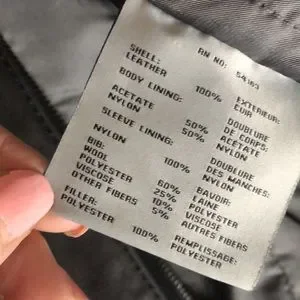 RN NO: 54163
SHELL:
LEATHER
100%
BODY LINING:
ACETATE 50%
NYLON 50%
SLEEVE LINING:
NYLON 100%
BIB:
WOOL 60%
POLYESTER 25%
VISCOSE 10%
OTHER FIBERS 5%
FILLER:
POLYESTER 100%
EXTERIEUR:
CUIR
DOUBLURE
DE CORPS:
ACETATE
NYLON
DOUBLURE
DES MANCHES:
NYLON
BAVOIR:
LAINE
POLYESTER
VISCOSE
AUTRES FIBERS
REMPLISSAGE:
POLYESTER